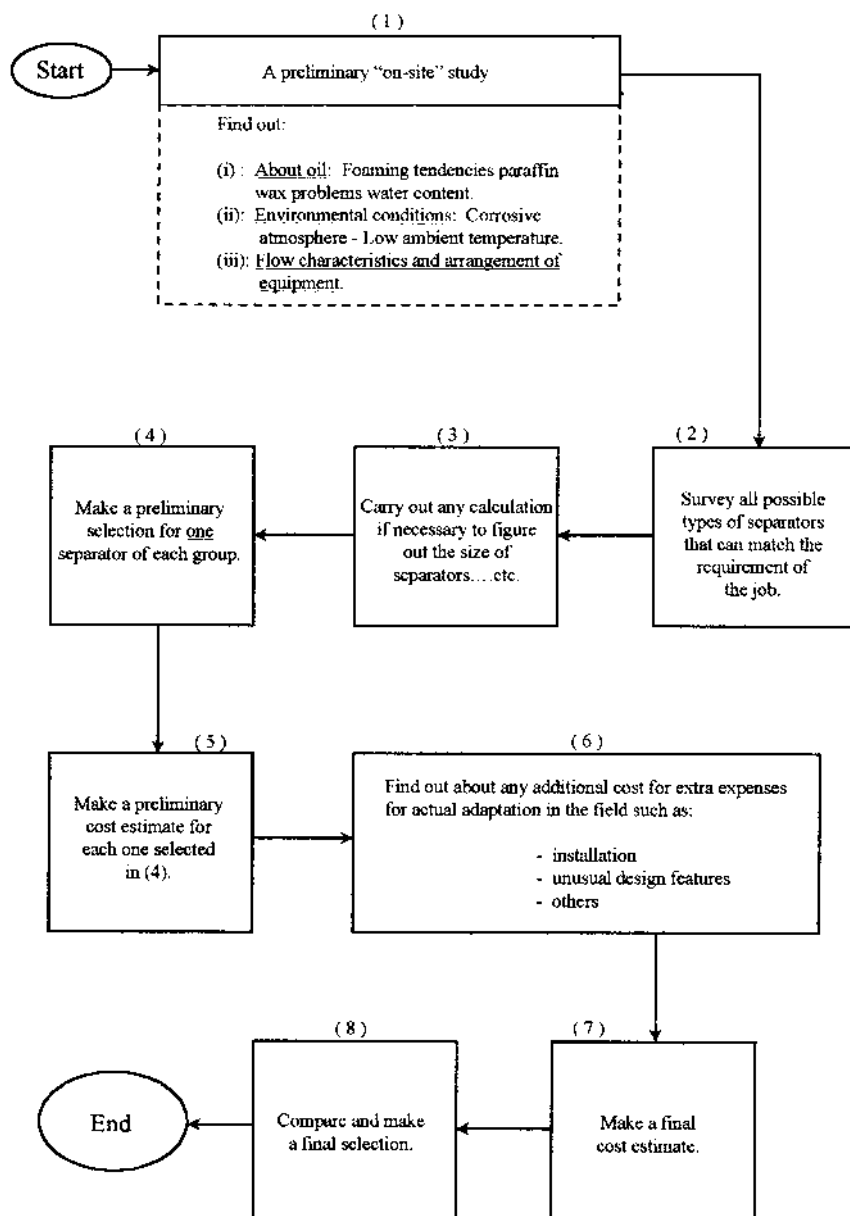 (1)
Start
A preliminary “on-site” study
Find out:
(i) : About oil: Foaming tendencies paraffin
wax problems water content.
(ii): Environmental conditions: Corrosive
atmosphere - Low ambient temperature.
(iii): Flow characteristics and arrangement of
equipment.
(2)
Survey all possible
types of separators
that can match the
requirement of
the job.
(3)
Carry out any calculation
if necessary to figure
out the size of
separators....etc.
(4)
Make a preliminary
selection for one
separator of each group.
(5)
Make a preliminary
cost estimate for
each one selected
in (4).
(6)
Find out about any additional cost for extra expenses
for actual adaptation in the field such as:
- installation
- unusual design features
- others
(7)
Make a final
cost estimate.
(8)
Compare and make
a final selection.
End